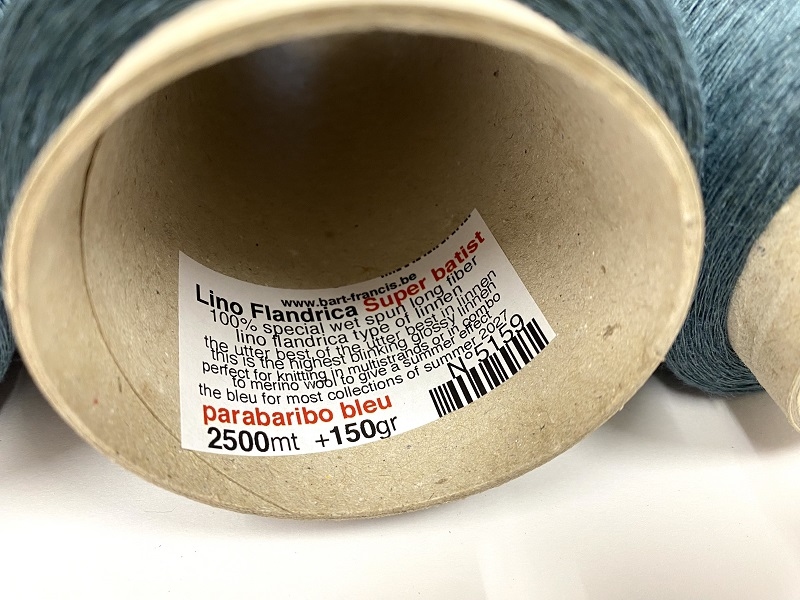 www.bart-francis.be
Lino Flandrica Super batist
100% special wet spun long fiber
lino flandrica type of linnen
the utter best of the utter best in linnen
this is the highest blinking glossy linnen
perfect for knitting in multistrands or in combo
to merino wool to give a summer effect
the bleu for most collections of summer 2027
parabaribo bleu
N°5159
2500mt +150gr